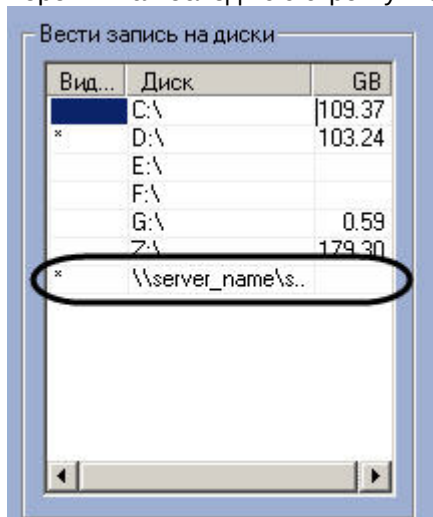 Вести запись на диски
Вид... Диск GB
C:\ 109.37
* D:\ 103.24
E:\
F:\
G:\ 0.59
Z:\ 179.30
* \\server_name\s..